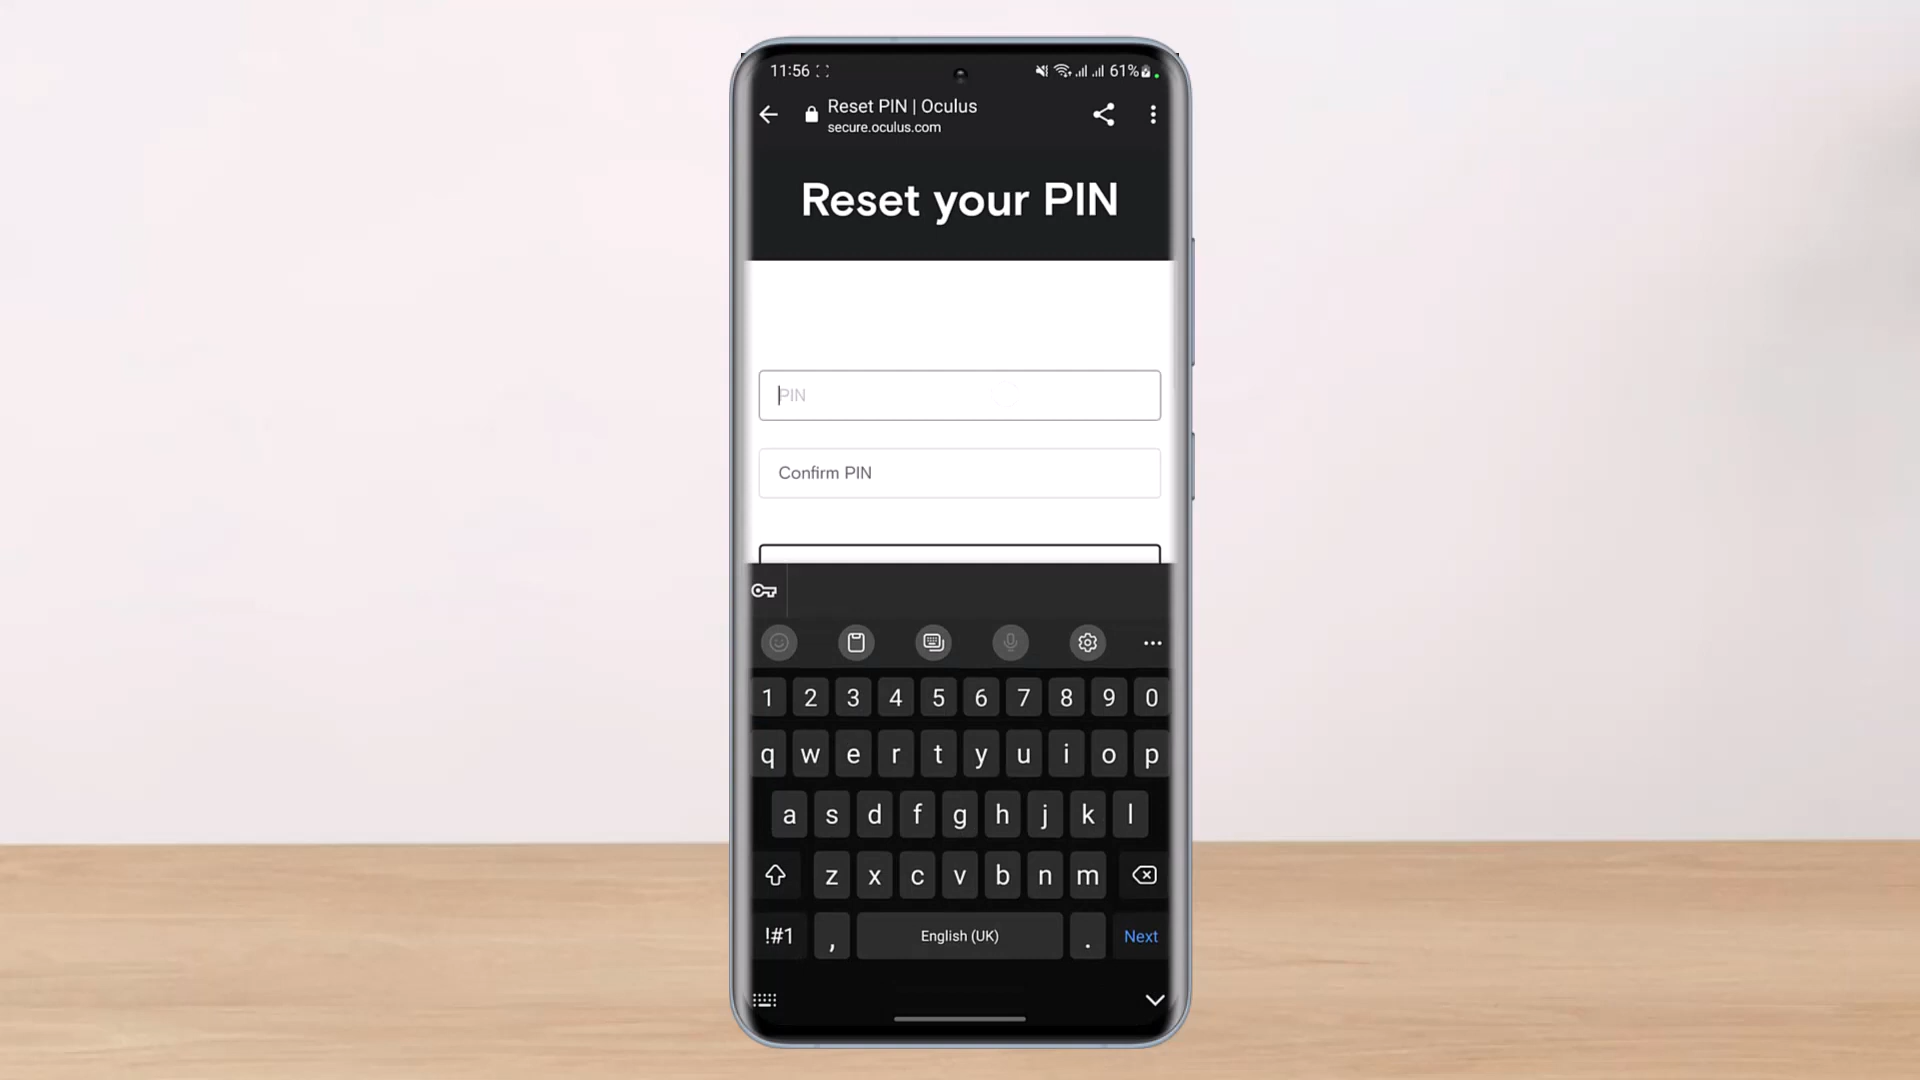 11:56 61%
Reset PIN | Oculus
secure.oculus.com
Reset your PIN
PIN
Confirm PIN
1 2 3 4 5 6 7 8 9 0
q w e r t y u i o p
a s d f g h j k l
z x c v b n m
!#1 , English (UK) . Next